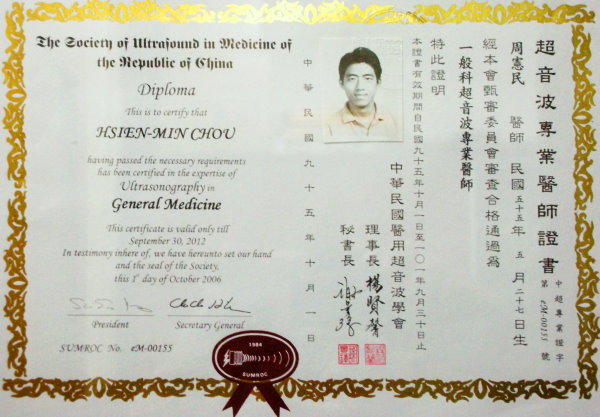 The Society of Ultrasound in Medicine of
the Republic of China
Diploma
This is to certify that
HSIEN-MIN CHOU
having passed the necessary requirements
has been certified in the expertise of
Ultrasonography in
General Medicine
This certificate is valid only till
September 30, 2012
In testimony inhere of, we have hereunto set our hand
and the seal of the Society,
this 1st day of October 2006
President
Secretary General
SUMROC No. eM-00155
1984
SUMROC
超音波專業醫師證書
中超專業證字
第 eM-00155 號
周憲民 醫師 民國五十五年 五月 二十七日生
經本會甄審委員會審查合格通過為
一般科超音波專業醫師
特此證明
本證書有效期間自民國九十五年十月一日至一〇一年九月三十日止
中華民國醫用超音波學會
理事長 楊賢馨
秘書長
中華民國九十五年十月一日